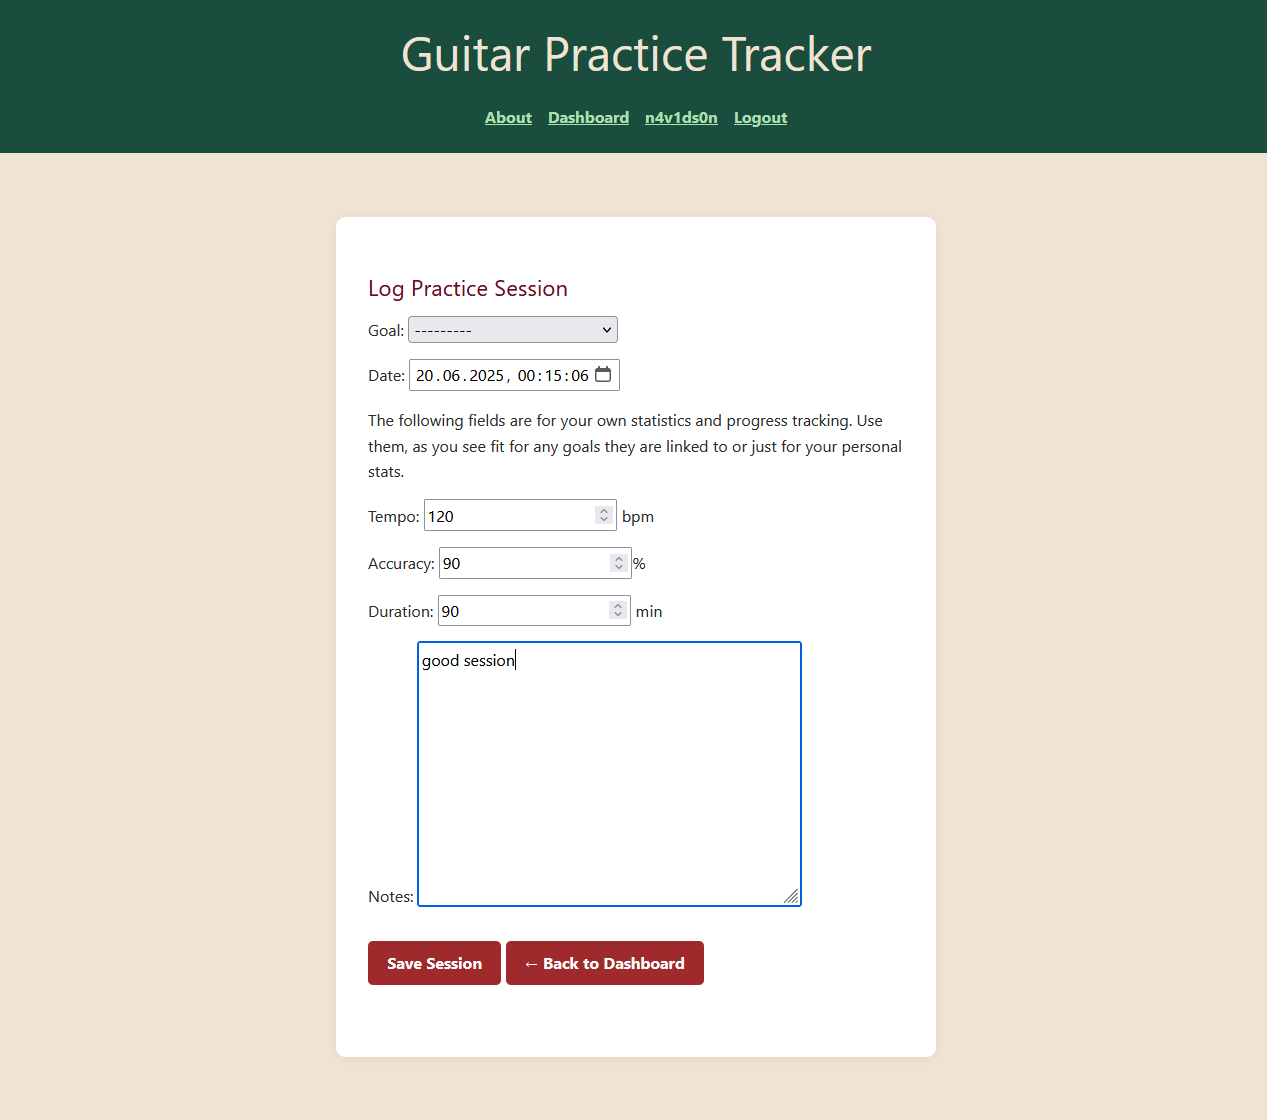 Guitar Practice Tracker
About Dashboard n4v1ds0n Logout
Log Practice Session
Goal: ---------
Date: 20.06.2025, 00:15:06
The following fields are for your own statistics and progress tracking. Use
them, as you see fit for any goals they are linked to or just for your personal
stats.
Tempo: 120 bpm
Accuracy: 90 %
Duration: 90 min
good session
Notes:
Save Session ← Back to Dashboard